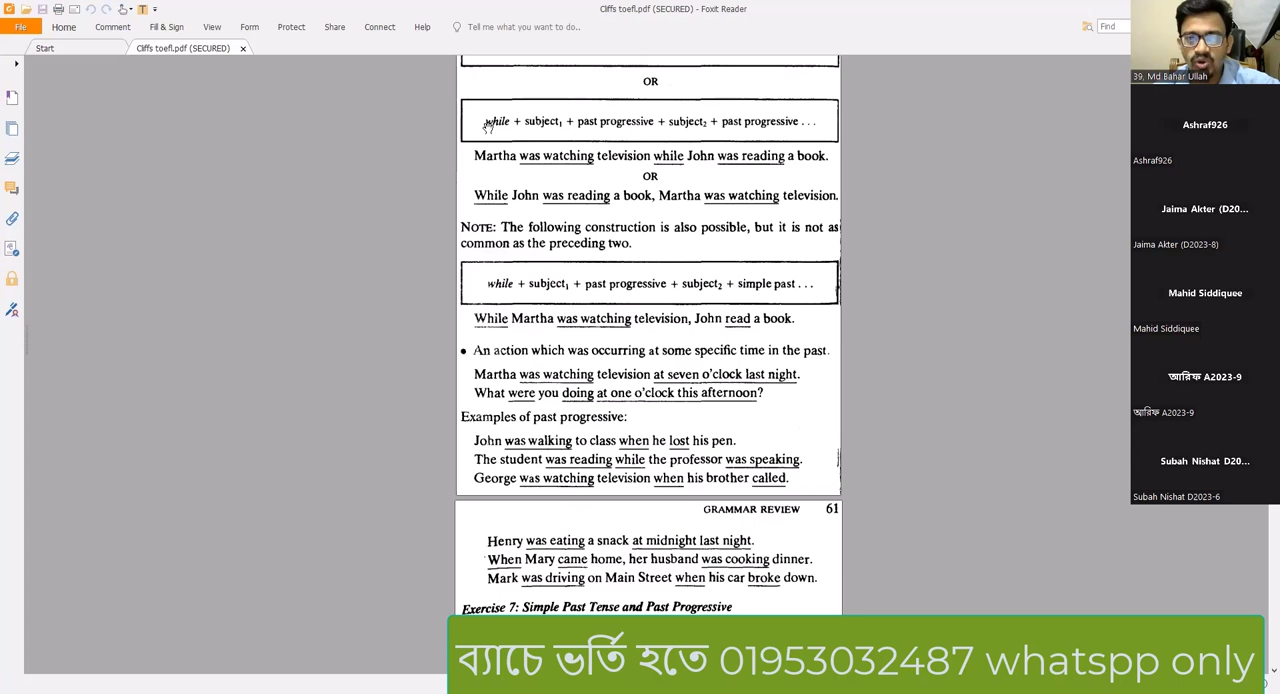 Cliffs toefl.pdf (SECURED) - Foxit Reader
File Home Comment Fill & Sign View Form Protect Share Connect Help Tell me what you want to do.. Find
Start Cliffs toefl.pdf (SECURED)
39, Md Bahar Ullah
OR
while + subject₁ + past progressive + subject₂ + past progressive . . .
Martha was watching television while John was reading a book.
OR
While John was reading a book, Martha was watching television.
NOTE: The following construction is also possible, but it is not as
common as the preceding two.
while + subject₁ + past progressive + subject₂ + simple past . . .
While Martha was watching television, John read a book.
• An action which was occurring at some specific time in the past.
Martha was watching television at seven o'clock last night.
What were you doing at one o'clock this afternoon?
Examples of past progressive:
John was walking to class when he lost his pen.
The student was reading while the professor was speaking.
George was watching television when his brother called.
GRAMMAR REVIEW 61
Henry was eating a snack at midnight last night.
When Mary came home, her husband was cooking dinner.
Mark was driving on Main Street when his car broke down.
Exercise 7: Simple Past Tense and Past Progressive
Ashraf926
Ashraf926
Jaima Akter (D20...
Jaima Akter (D2023-8)
Mahid Siddiquee
Mahid Siddiquee
আরিফ A2023-9
আরিফ A2023-9
Subah Nishat D20...
Subah Nishat D2023-6
ব্যাচে ভর্তি হতে 01953032487 whatspp only